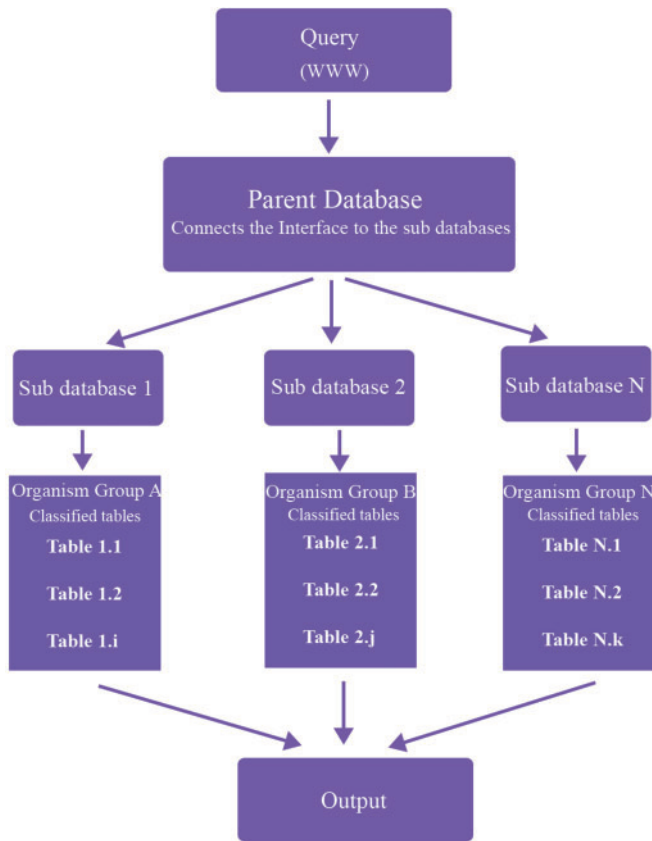 Query
(WWW)
Parent Database
Connects the Interface to the sub databases
Sub database 1
Sub database 2
Sub database N
Organism Group A
Classified tables
Table 1.1
Table 1.2
Table 1.i
Organism Group B
Classified tables
Table 2.1
Table 2.2
Table 2.j
Organism Group N
Classified tables
Table N.1
Table N.2
Table N.k
Output